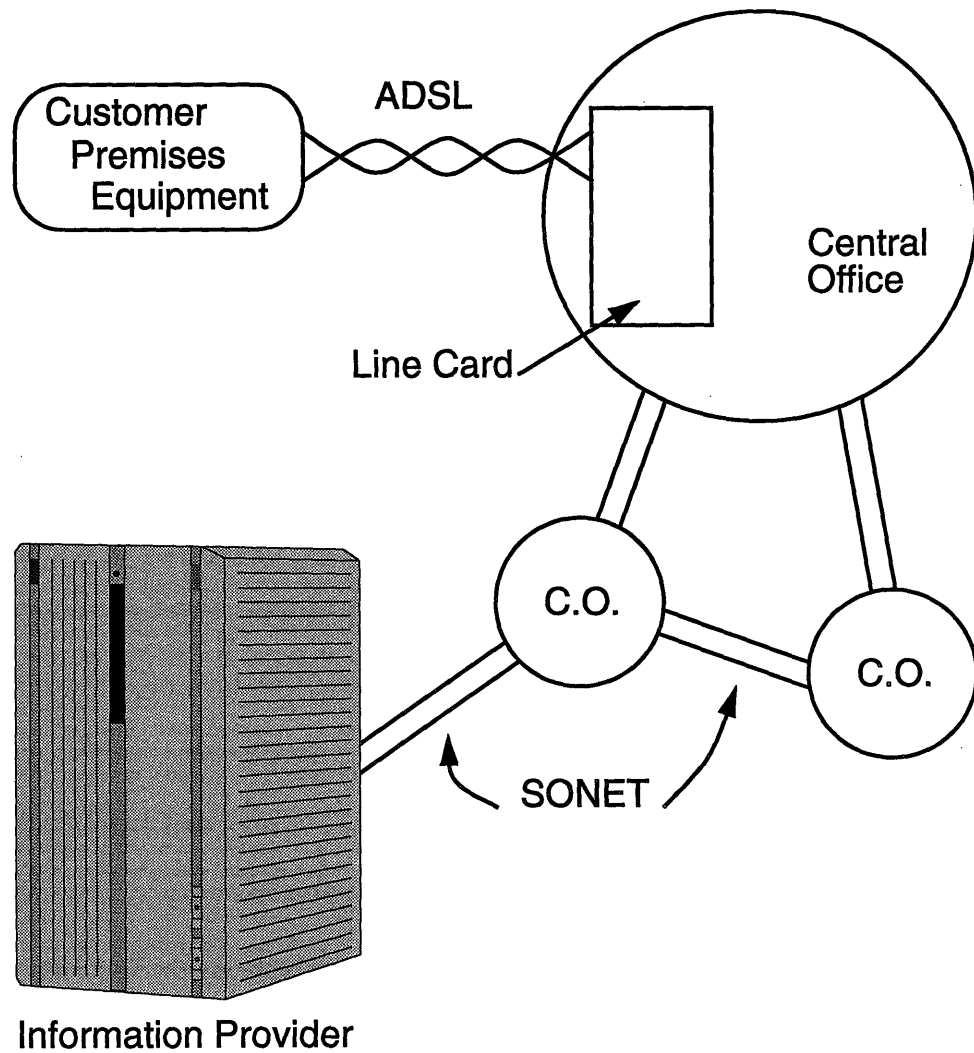 ADSL
Customer
Premises
Equipment
Central
Office
Line Card
C.O.
C.O.
SONET
Information Provider